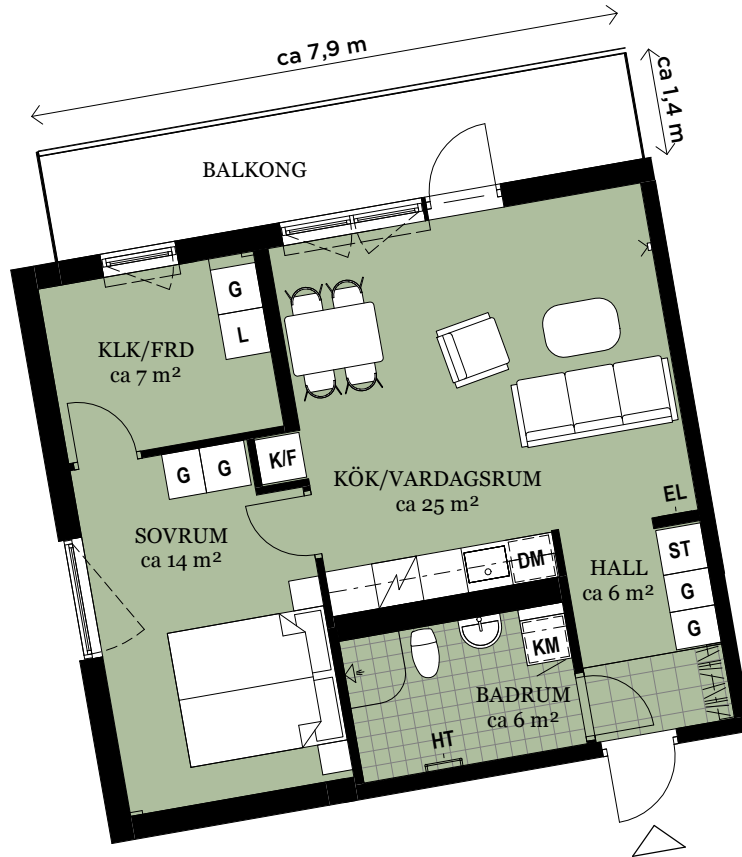 ca 7,9 m
ca 1,4 m
BALKONG
G
L
KLK/FRD
ca 7 m²
K/F
G
G
KÖK/VARDAGSRUM
ca 25 m²
EL
SOVRUM
ca 14 m²
DM
HALL
ca 6 m²
ST
G
G
KM
BADRUM
ca 6 m²
HT